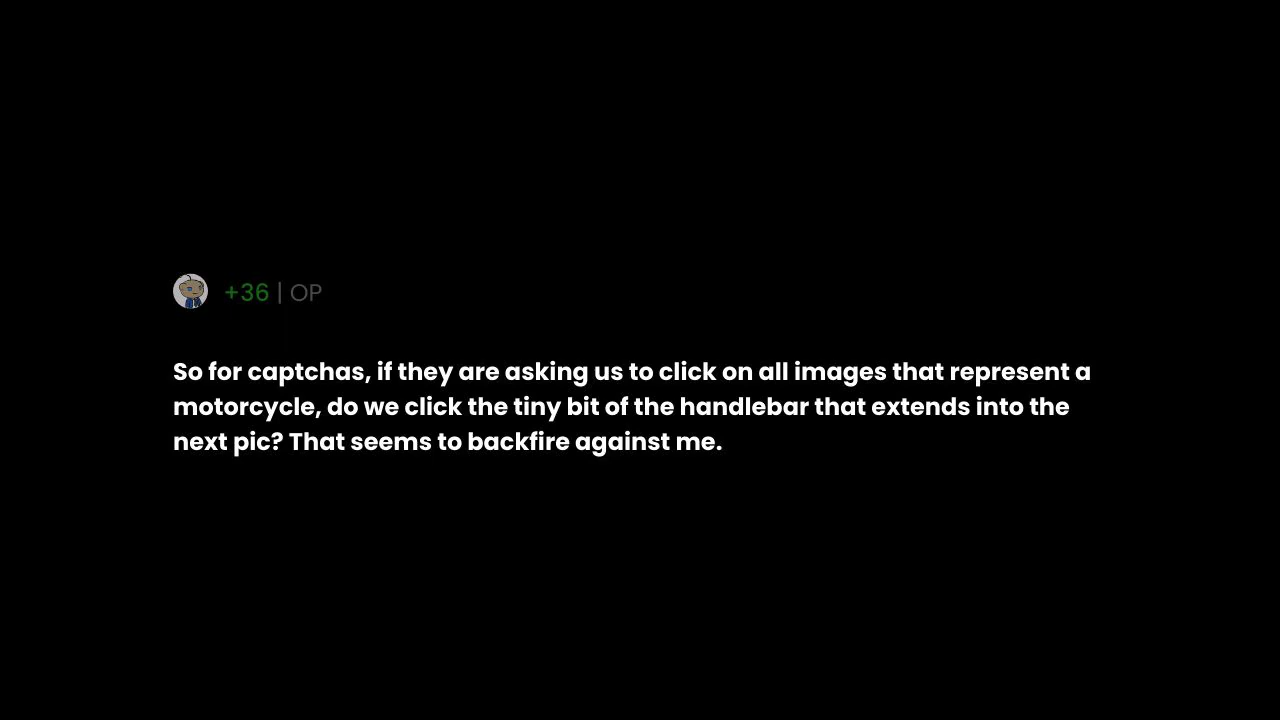 +36 | OP
So for captchas, if they are asking us to click on all images that represent a
motorcycle, do we click the tiny bit of the handlebar that extends into the
next pic? That seems to backfire against me.